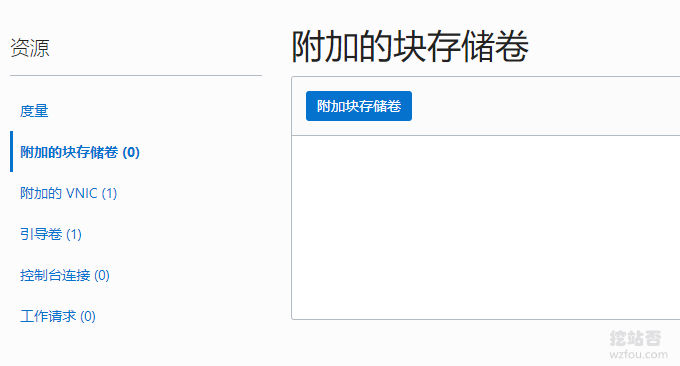 资源
度量
附加的块存储卷 (0)
附加的 VNIC (1)
引导卷 (1)
控制台连接 (0)
工作请求 (0)
附加的块存储卷
附加块存储卷
挖站否
wzfou.com